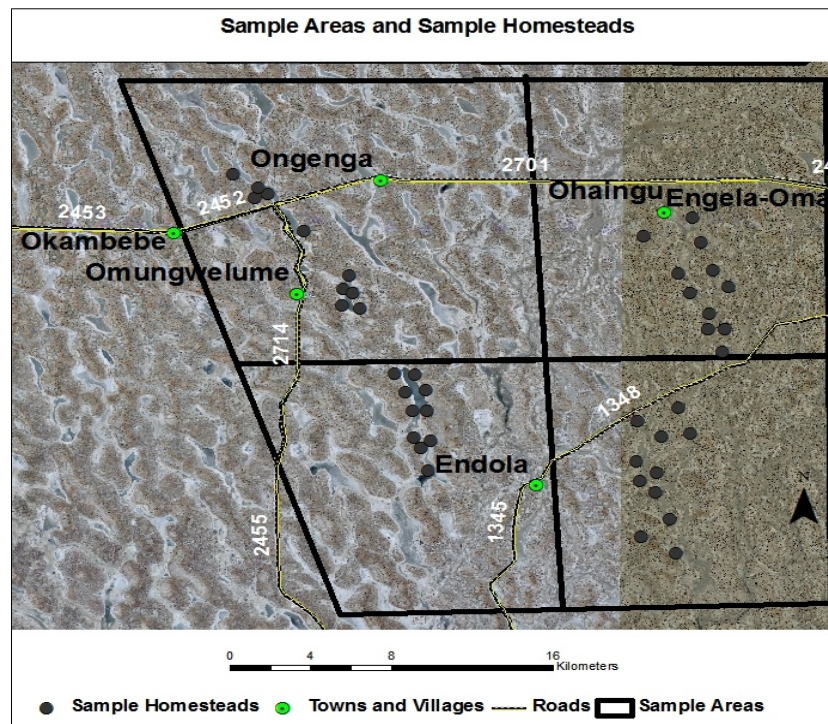 Sample Areas and Sample Homesteads
Ongenga
2701
24
Ohaingu
Engela-Oma
2453
2452
Okambebe
Omungwelume
2714
1348
Endola
2455
1345
N
0 4 8 16
Kilometers
Sample Homesteads Towns and Villages Roads Sample Areas